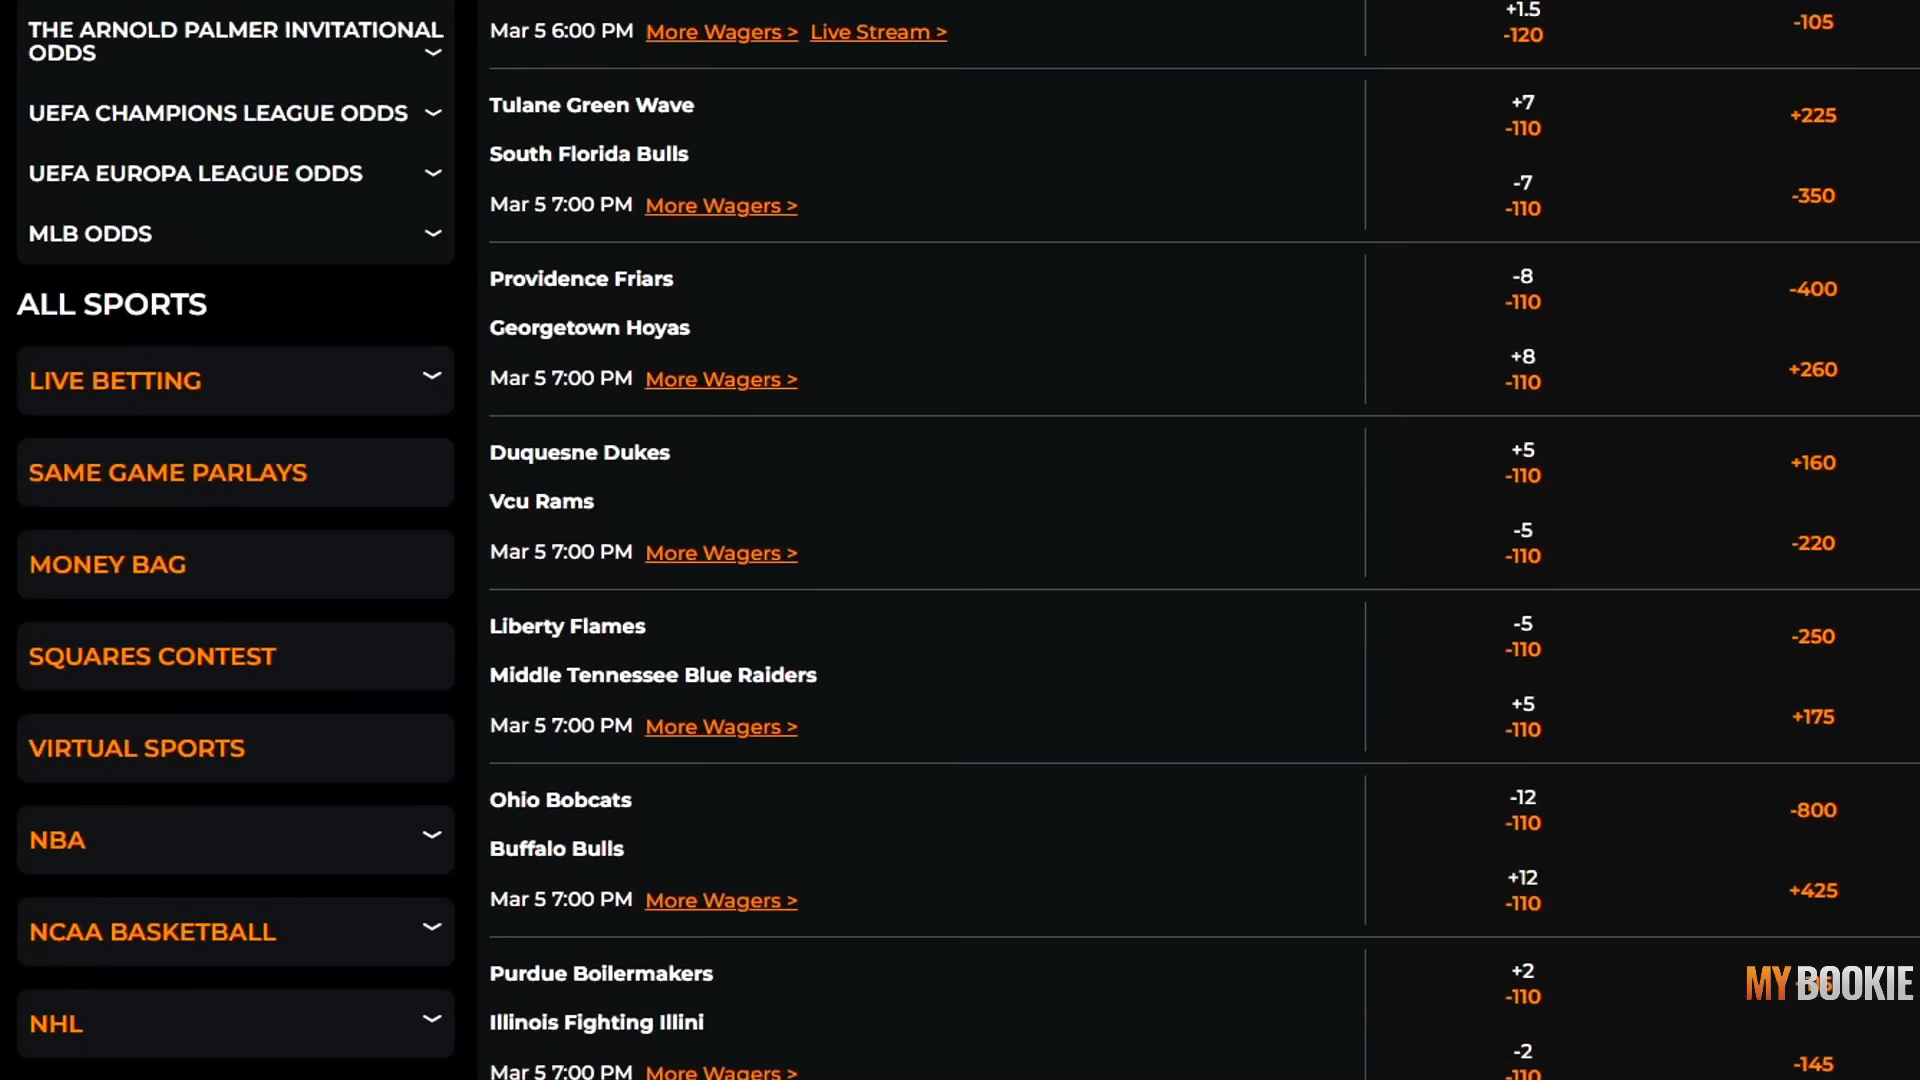 THE ARNOLD PALMER INVITATIONAL
ODDS
UEFA CHAMPIONS LEAGUE ODDS
UEFA EUROPA LEAGUE ODDS
MLB ODDS
ALL SPORTS
LIVE BETTING
SAME GAME PARLAYS
MONEY BAG
SQUARES CONTEST
VIRTUAL SPORTS
NBA
NCAA BASKETBALL
NHL
Mar 5 6:00 PM More Wagers > Live Stream >
+1.5
-120
-105
Tulane Green Wave
+7
-110
+225
South Florida Bulls
-7
-110
-350
Mar 5 7:00 PM More Wagers >
Providence Friars
-8
-110
-400
Georgetown Hoyas
+8
-110
+260
Mar 5 7:00 PM More Wagers >
Duquesne Dukes
+5
-110
+160
Vcu Rams
-5
-110
-220
Mar 5 7:00 PM More Wagers >
Liberty Flames
-5
-110
-250
Middle Tennessee Blue Raiders
+5
-110
+175
Mar 5 7:00 PM More Wagers >
Ohio Bobcats
-12
-110
-800
Buffalo Bulls
+12
-110
+425
Mar 5 7:00 PM More Wagers >
Purdue Boilermakers
+2
-110
Illinois Fighting Illini
-2
-110
-145
Mar 5 7:00 PM More Wagers >
MYBOOKIE